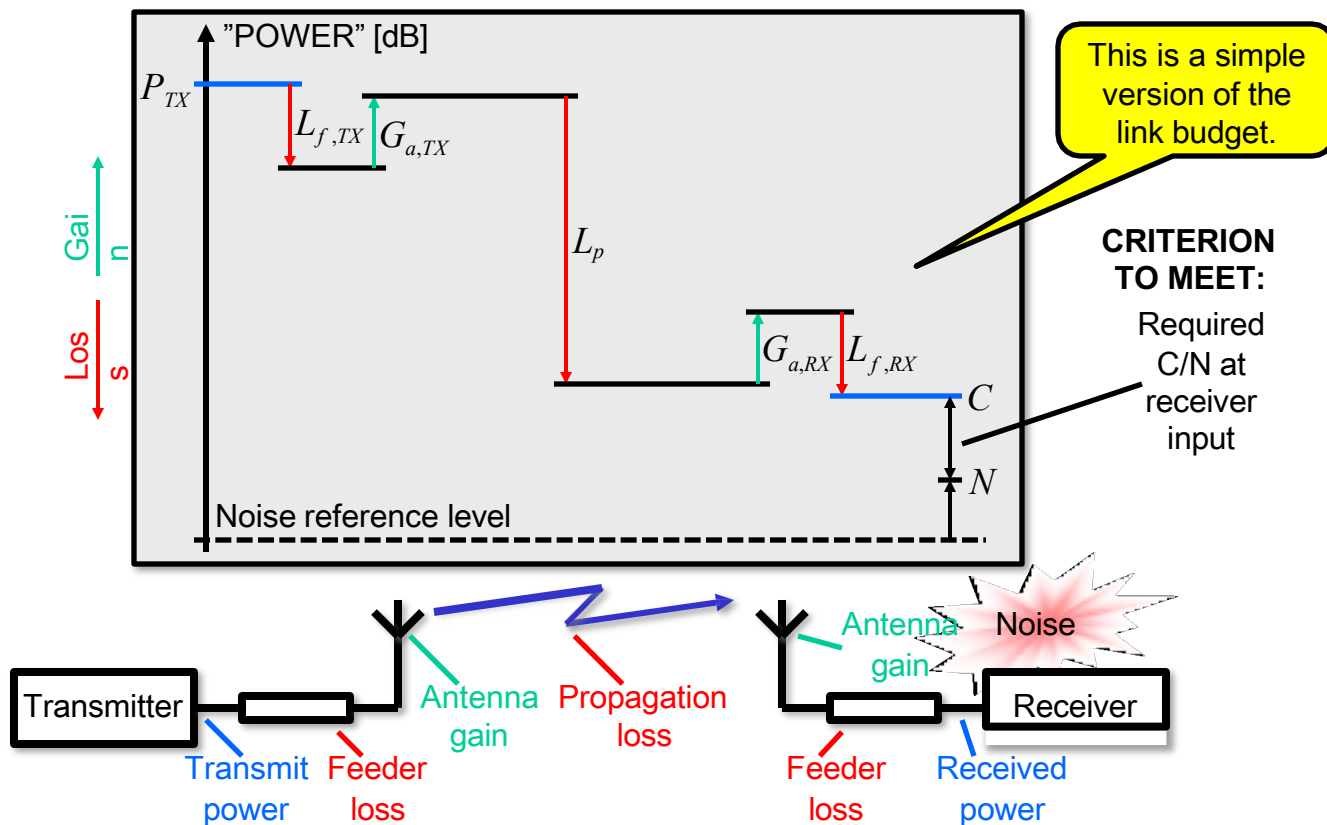 ”POWER” [dB]
P_TX
L_f,TX
G_a,TX
L_p
G_a,RX
L_f,RX
C
N
Noise reference level
Gai
n
Los
s
This is a simple
version of the
link budget.
CRITERION
TO MEET:
Required
C/N at
receiver
input
Transmitter
Transmit
power
Feeder
loss
Antenna
gain
Propagation
loss
Antenna
gain
Noise
Feeder
loss
Received
power
Receiver